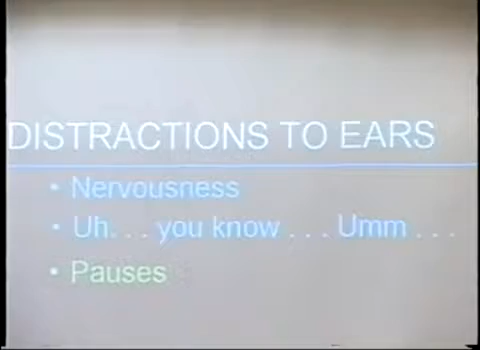 DISTRACTIONS TO EARS
• Nervousness
• Uh. . . you know . . . Umm . . .
• Pauses